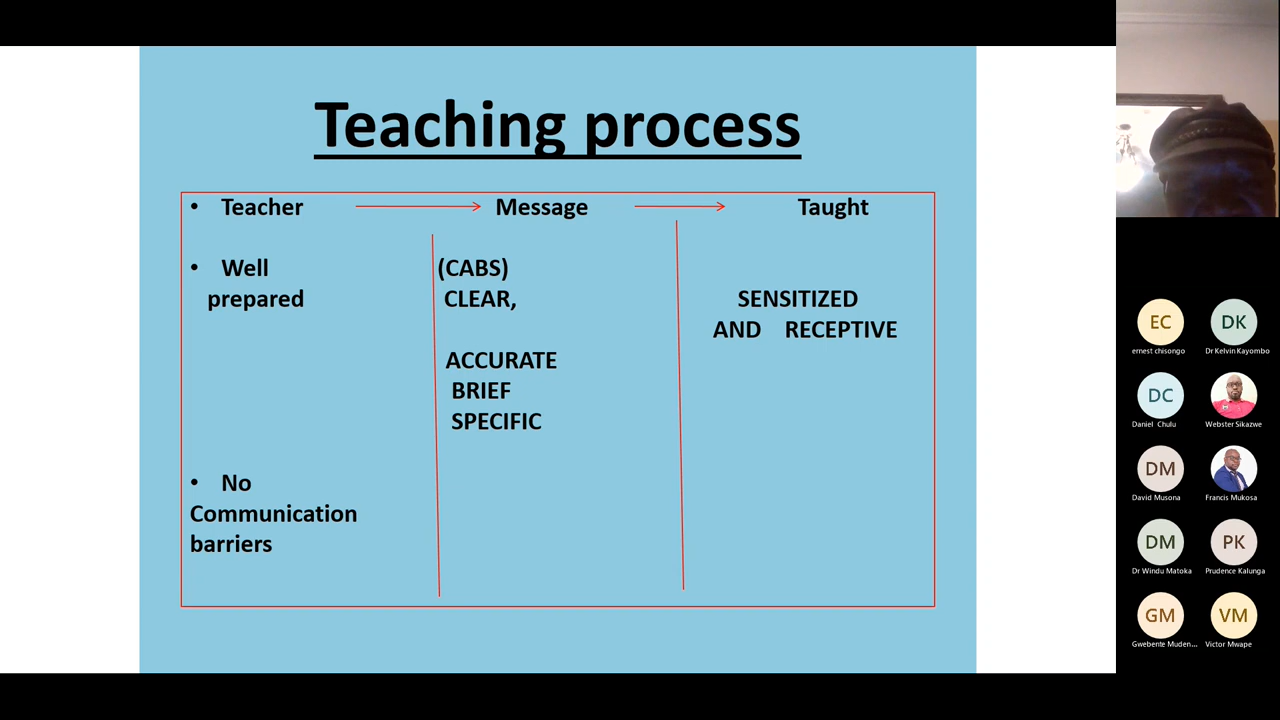 Teaching process
• Teacher Message Taught
• Well (CABS)
prepared CLEAR, SENSITIZED
AND RECEPTIVE
ACCURATE
BRIEF
SPECIFIC
• No
Communication
barriers
EC DK
ernest chisongo Dr Kelvin Kayombo
DC
Daniel Chulu Webster Sikazwe
DM
David Musona Francis Mukosa
DM PK
Dr Windu Matoka Prudence Kalunga
GM VM
Gwebente Muden... Victor Mwape